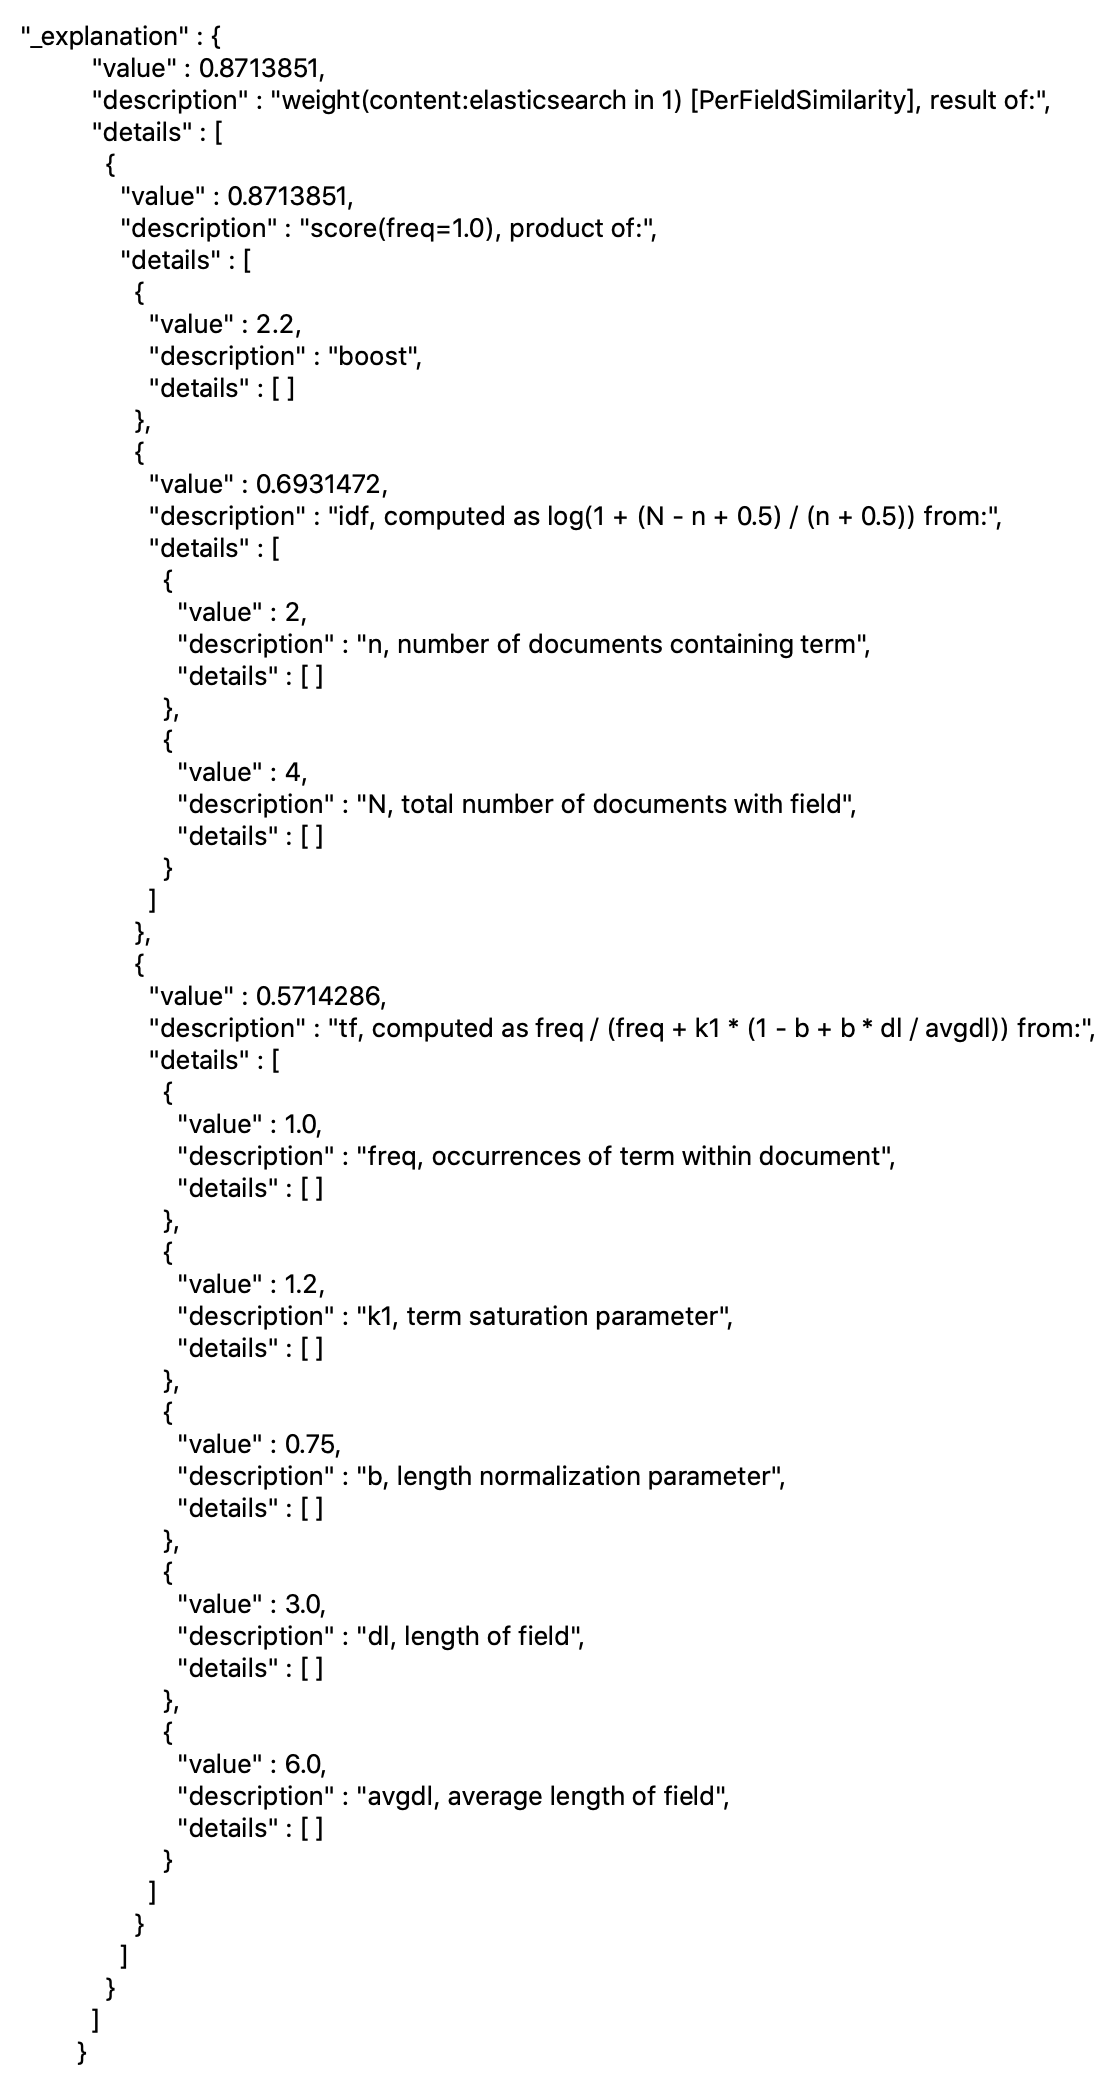 "_explanation" : {
"value" : 0.8713851,
"description" : "weight(content:elasticsearch in 1) [PerFieldSimilarity], result of:",
"details" : [
{
"value" : 0.8713851,
"description" : "score(freq=1.0), product of:",
"details" : [
{
"value" : 2.2,
"description" : "boost",
"details" : [ ]
},
{
"value" : 0.6931472,
"description" : "idf, computed as log(1 + (N - n + 0.5) / (n + 0.5)) from:",
"details" : [
{
"value" : 2,
"description" : "n, number of documents containing term",
"details" : [ ]
},
{
"value" : 4,
"description" : "N, total number of documents with field",
"details" : [ ]
}
]
},
{
"value" : 0.5714286,
"description" : "tf, computed as freq / (freq + k1 * (1 - b + b * dl / avgdl)) from:",
"details" : [
{
"value" : 1.0,
"description" : "freq, occurrences of term within document",
"details" : [ ]
},
{
"value" : 1.2,
"description" : "k1, term saturation parameter",
"details" : [ ]
},
{
"value" : 0.75,
"description" : "b, length normalization parameter",
"details" : [ ]
},
{
"value" : 3.0,
"description" : "dl, length of field",
"details" : [ ]
},
{
"value" : 6.0,
"description" : "avgdl, average length of field",
"details" : [ ]
}
]
}
]
}
]
}